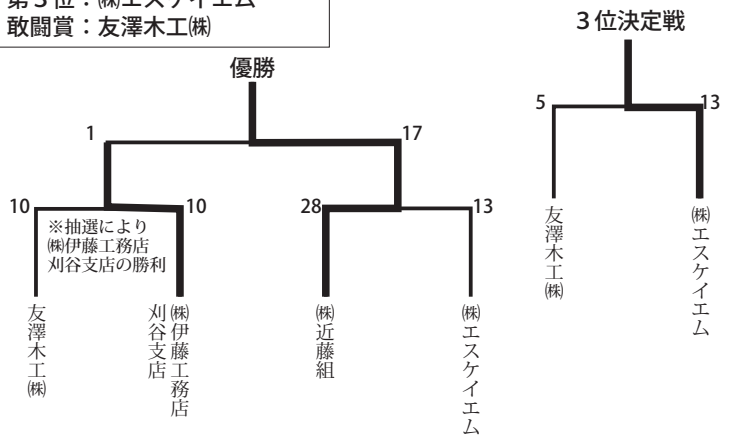 第３位：㈱エスケイエム
敢闘賞：友澤木工㈱
優勝
1
17
10
10
28
13
※抽選により
㈱伊藤工務店
刈谷支店の勝利
友澤木工㈱
㈱伊藤工務店
刈谷支店
㈱近藤組
㈱エスケイエム
３位決定戦
5
13
友澤木工㈱
㈱エスケイエム